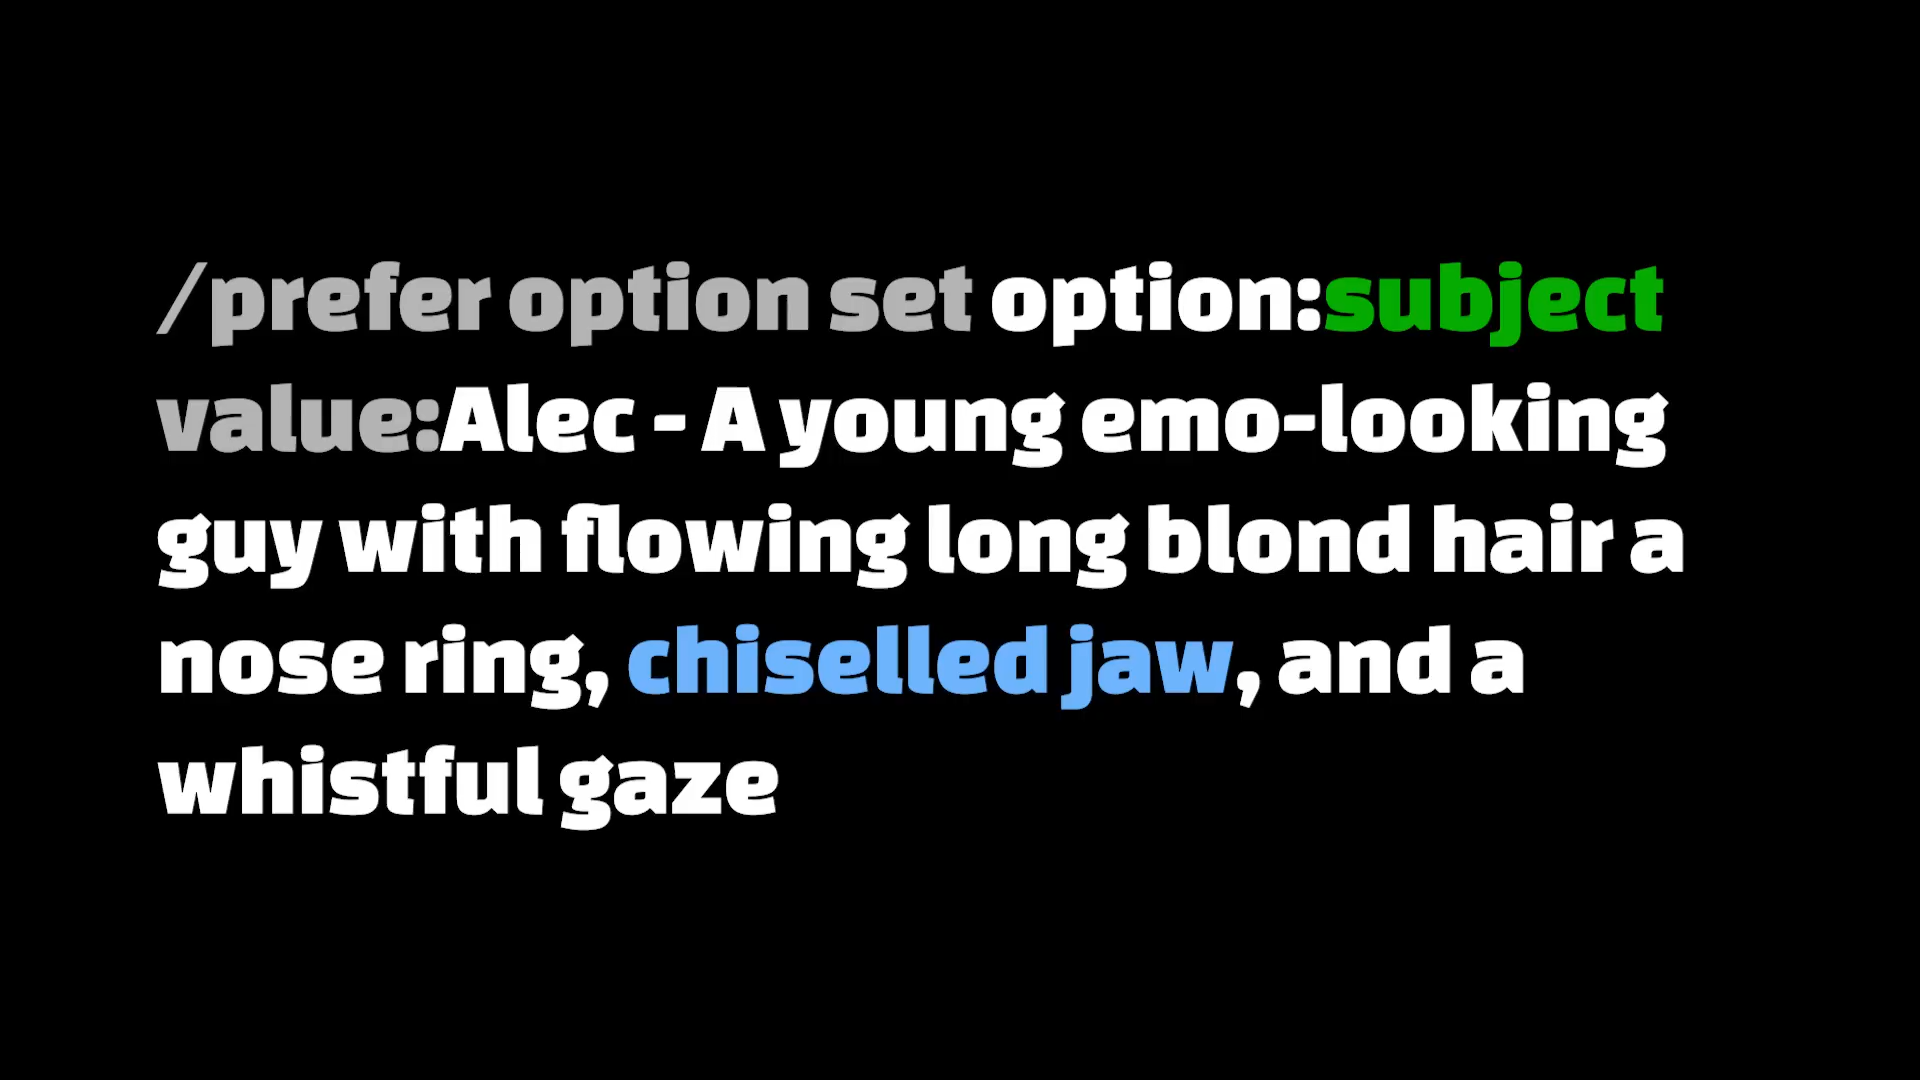 /prefer option set option:subject
value:Alec - A young emo-looking
guy with flowing long blond hair a
nose ring, chiselled jaw, and a
whistful gaze